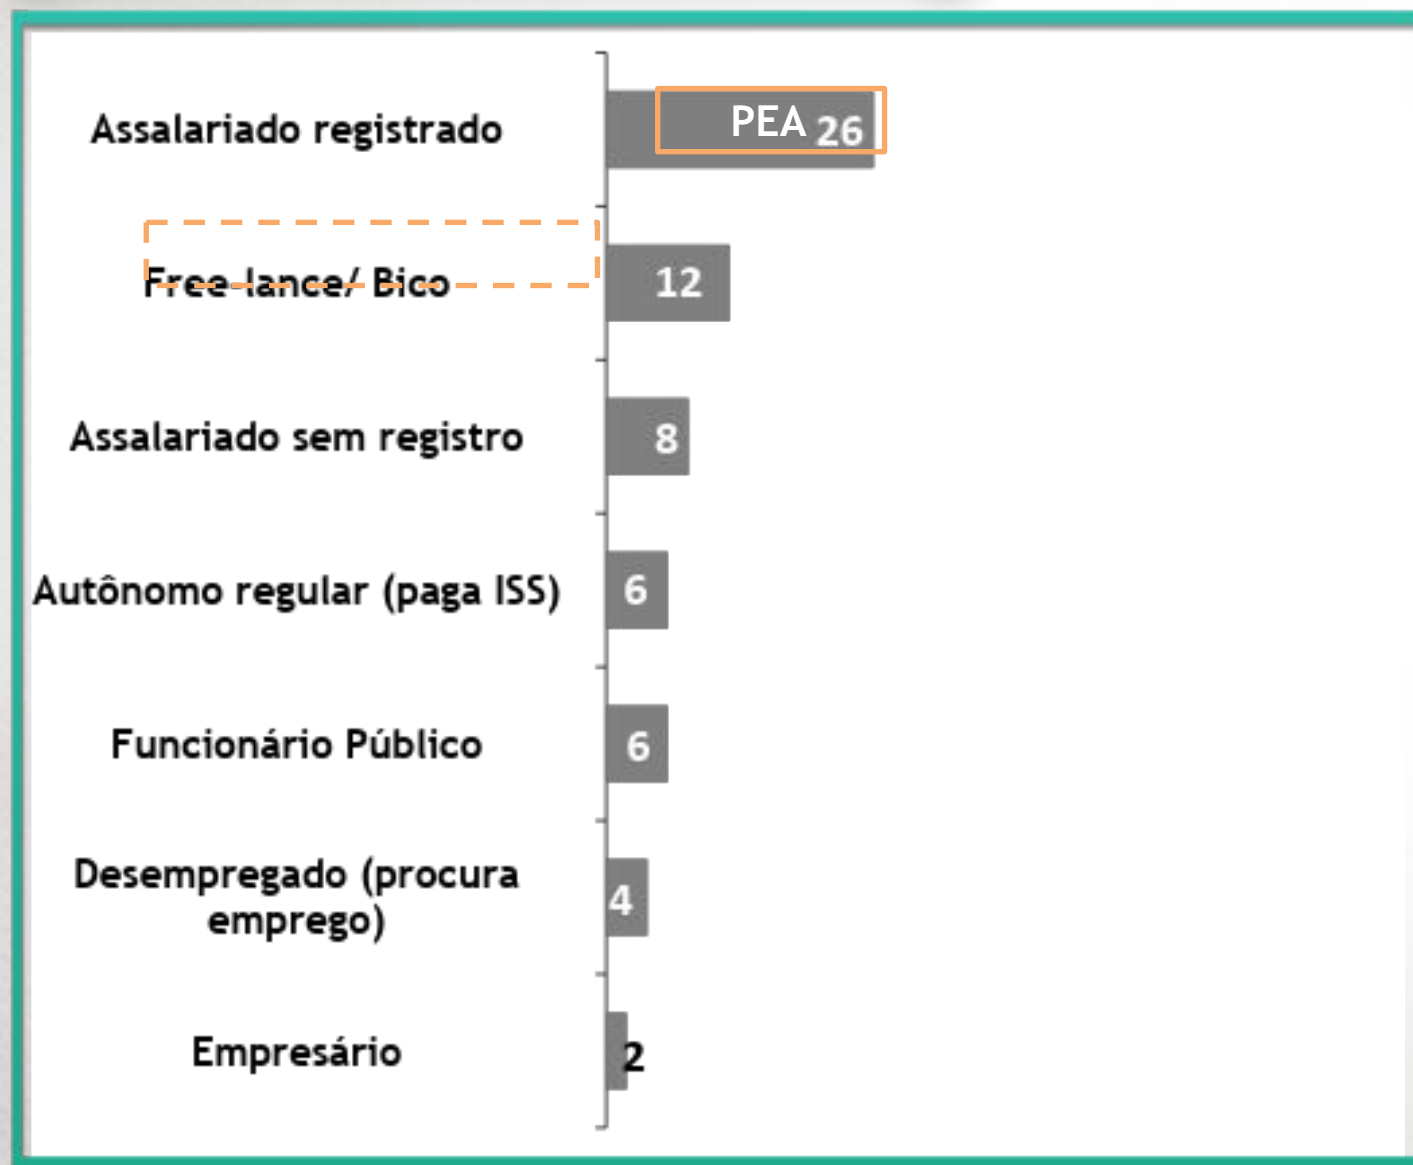 Assalariado registrado
PEA 26
Free-lance/ Bico
12
Assalariado sem registro
8
Autônomo regular (paga ISS)
6
Funcionário Público
6
Desempregado (procura
emprego)
4
Empresário
2